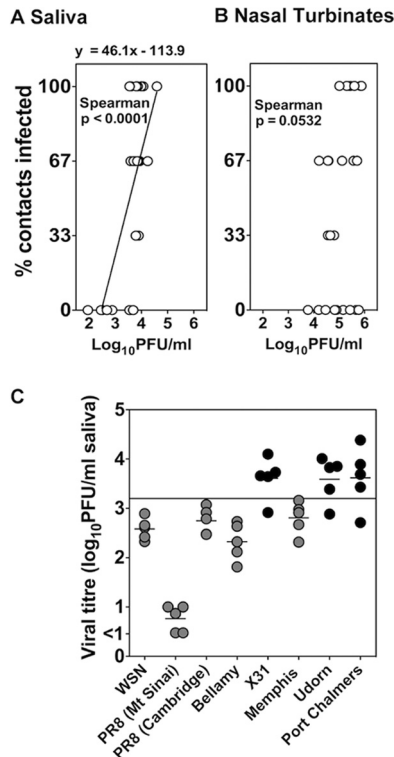 A Saliva
B Nasal Turbinates
y = 46.1x - 113.9
% contacts infected
100
67
33
0
Spearman
p < 0.0001
2 3 4 5 6
Log10PFU/ml
100
67
33
0
Spearman
p = 0.0532
2 3 4 5 6
Log10PFU/ml
C
Viral titre (log10PFU/ml saliva)
5
4
3
2
1
<1
WSN
PR8 (Mt Sinai)
PR8 (Cambridge)
Bellamy
X31
Memphis
Udorn
Port Chalmers